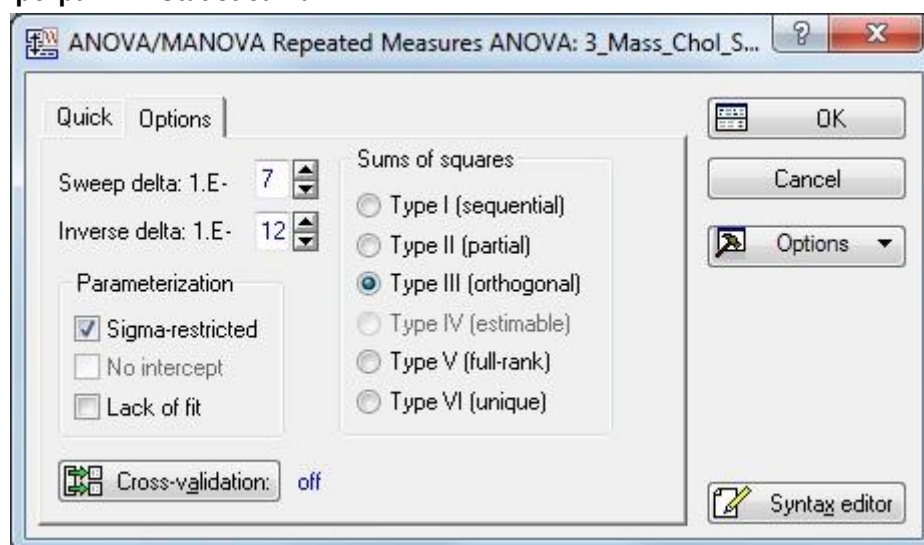 ANOVA/MANOVA Repeated Measures ANOVA: 3_Mass_Chol_S...
Quick
Options
Sweep delta: 1.E- 7
Inverse delta: 1.E- 12
Parameterization
Sigma-restricted
No intercept
Lack of fit
Cross-validation: off
Sums of squares
Type I (sequential)
Type II (partial)
Type III (orthogonal)
Type IV (estimable)
Type V (full-rank)
Type VI (unique)
OK
Cancel
Options
Syntax editor